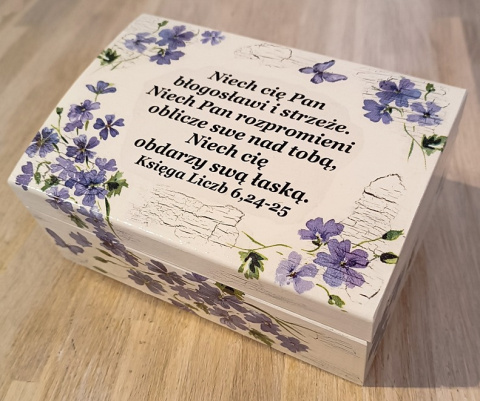 Niech cię Pan
błogosławi i strzeże.
Niech Pan rozpromieni
oblicze swe nad tobą,
Niech cię
obdarzy swą łaską.
Księga Liczb 6,24-25